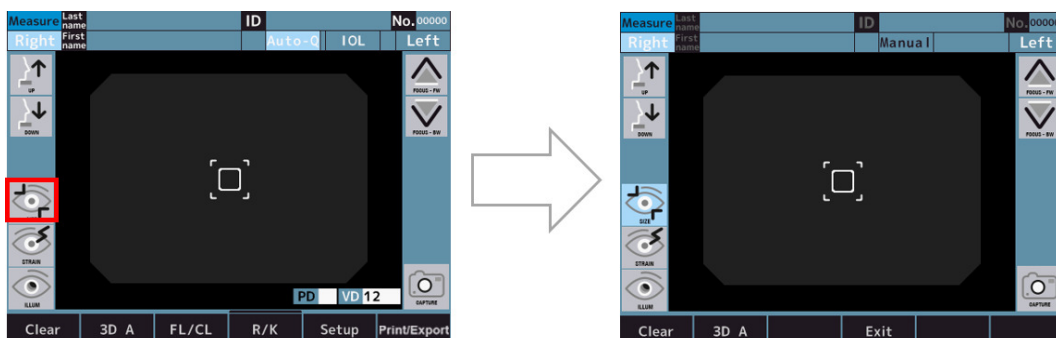 Measure Last name ID No. 00000
Right First name Auto-Q IOL Left
UP FOCUS-FW
DOWN FOCUS-BW
STRAIN
PD VD 12
ILLUM CAPTURE
Clear 3D A FL/CL R/K Setup Print/Export
Measure Last name ID No. 00000
Right First name Manual Left
UP FOCUS-FW
DOWN FOCUS-BW
SIZE
STRAIN
ILLUM CAPTURE
Clear 3D A Exit